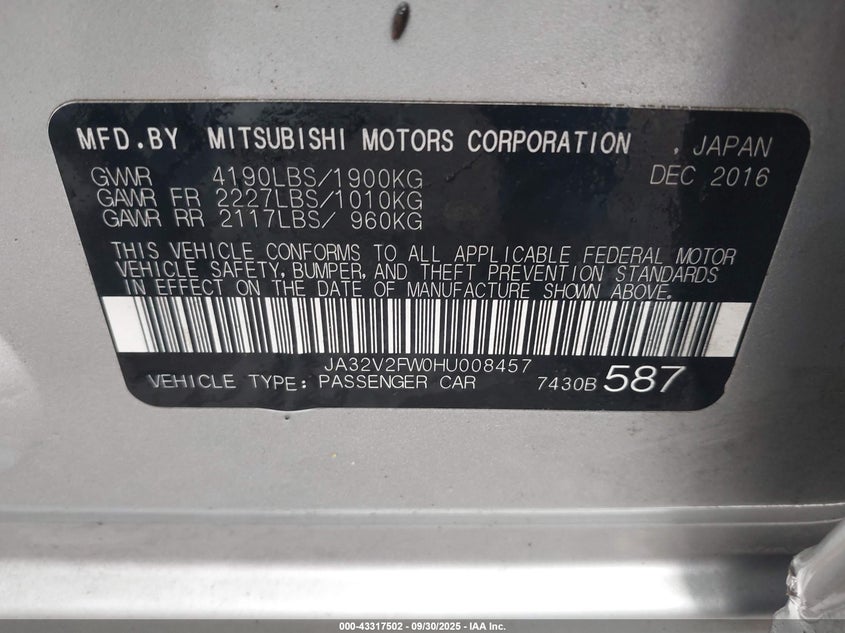 MFD.BY MITSUBISHI MOTORS CORPORATION , JAPAN
GWWR 4190LBS/1900KG DEC 2016
GAWR FR 2227LBS/1010KG
GAWR RR 2117LBS/ 960KG
THIS VEHICLE CONFORMS TO ALL APPLICABLE FEDERAL MOTOR
VEHICLE SAFETY, BUMPER, AND THEFT PREVENTION STANDARDS
IN EFFECT ON THE DATE OF MANUFACTURE SHOWN ABOVE.
JA32V2FW0HU008457
VEHICLE TYPE: PASSENGER CAR 7430B 587
000-43317502 - 09/30/2025 - IAA Inc.